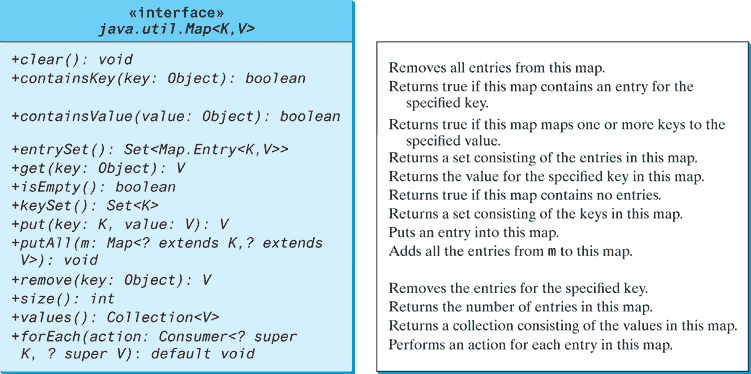 «interface»
java.util.Map<K,V>
+clear(): void
+containsKey(key: Object): boolean
+containsValue(value: Object): boolean
+entrySet(): Set<Map.Entry<K,V>>
+get(key: Object): V
+isEmpty(): boolean
+keySet(): Set<K>
+put(key: K, value: V): V
+putAll(m: Map<? extends K,? extends
V>): void
+remove(key: Object): V
+size(): int
+values(): Collection<V>
+forEach(action: Consumer<? super
K, ? super V): default void
Removes all entries from this map.
Returns true if this map contains an entry for the
specified key.
Returns true if this map maps one or more keys to the
specified value.
Returns a set consisting of the entries in this map.
Returns the value for the specified key in this map.
Returns true if this map contains no entries.
Returns a set consisting of the keys in this map.
Puts an entry into this map.
Adds all the entries from m to this map.
Removes the entries for the specified key.
Returns the number of entries in this map.
Returns a collection consisting of the values in this map.
Performs an action for each entry in this map.